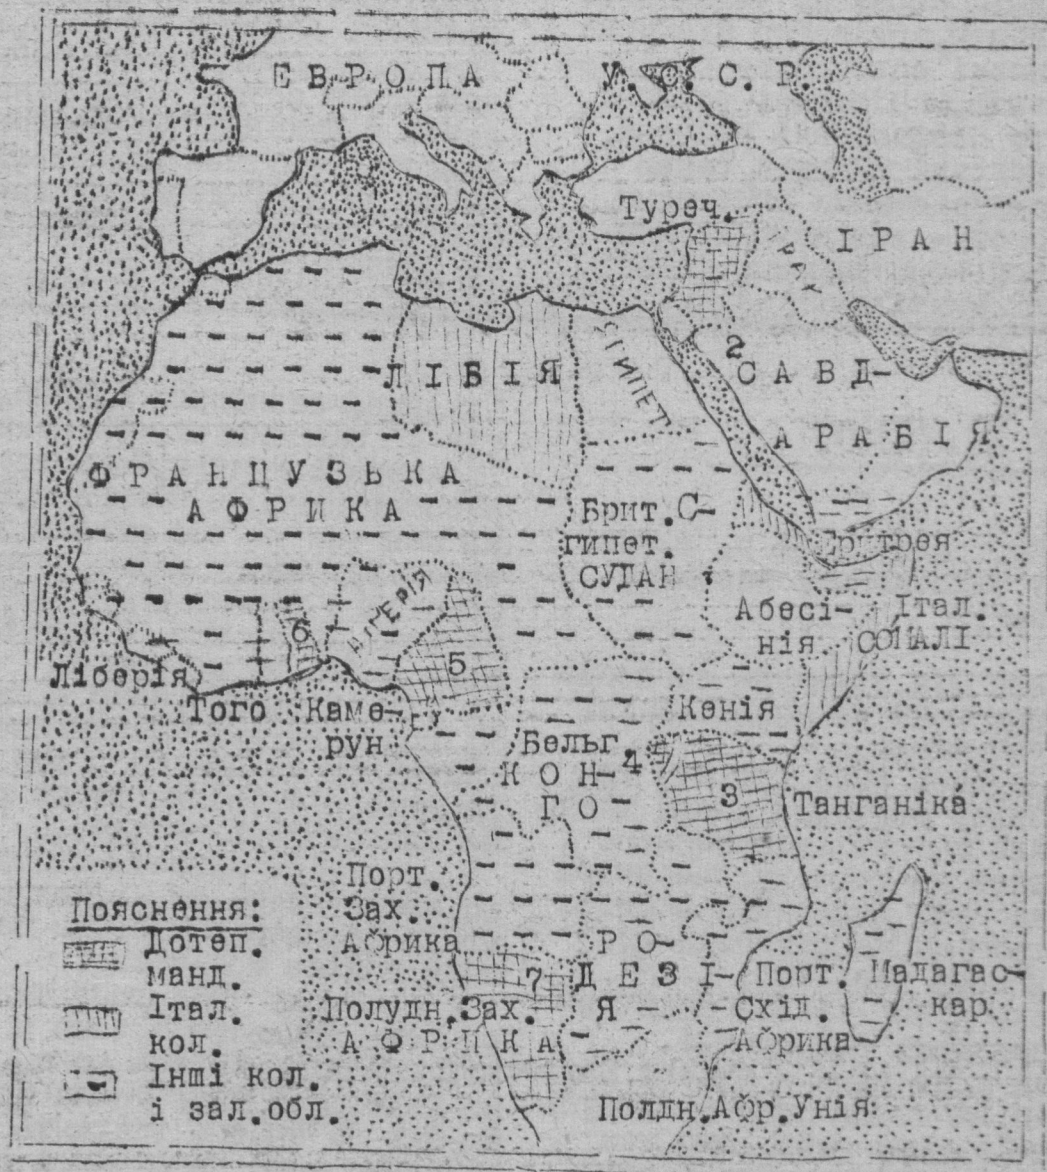 ЕВРОПА
У.С.С.Р.
Туреч.
ІРАК
ІРАН
2
ЛІБІЯ
ЄГИПЕТ
САВД-
АРАБІЯ
ФРАНЦУЗЬКА
АФРИКА
Брит.Є-
гипет.
СУДАН
Еритрея
Абесі-
нія
Італ.
СОМАЛІ
6
НІГЕРІЯ
5
Ліберія
Того
Каме-
рун
Кенія
Бельг.
КОН-
ГО
4
3
Танганіка
Порт.
Зах.
Африка
РО-
ДЕЗІ-
Я
7
Порт.
Схід.
Африка
Мадагас-
кар
Полудн.Зах.
АФРИКА
Полдн.Афр.Унія
Пояснення:
Дотеп.
манд.
Італ.
кол.
Інші кол.
і зал.обл.